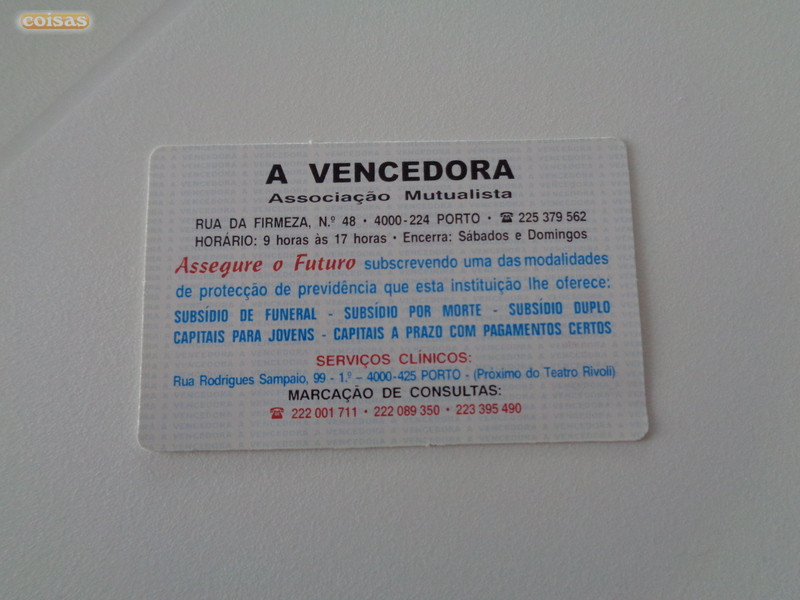 coisas
A VENCEDORA
Associação Mutualista
RUA DA FIRMEZA, N.º 48 • 4000-224 PORTO • ☎ 225 379 562
HORÁRIO: 9 horas às 17 horas • Encerra: Sábados e Domingos
Assegure o Futuro subscrevendo uma das modalidades
de protecção de previdência que esta instituição lhe oferece:
SUBSÍDIO DE FUNERAL - SUBSÍDIO POR MORTE - SUBSÍDIO DUPLO
CAPITAIS PARA JOVENS - CAPITAIS A PRAZO COM PAGAMENTOS CERTOS
SERVIÇOS CLÍNICOS:
Rua Rodrigues Sampaio, 99 - 1.º – 4000-425 PORTO - (Próximo do Teatro Rivoli)
MARCAÇÃO DE CONSULTAS:
☎ 222 001 711 • 222 089 350 • 223 395 490